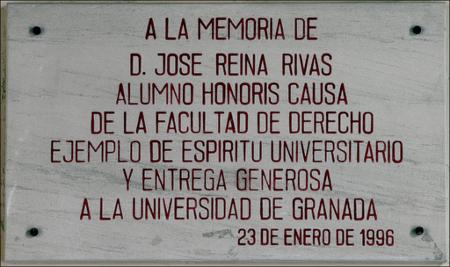 A LA MEMORIA DE
D. JOSE REINA RIVAS
ALUMNO HONORIS CAUSA
DE LA FACULTAD DE DERECHO
EJEMPLO DE ESPIRITU UNIVERSITARIO
Y ENTREGA GENEROSA
A LA UNIVERSIDAD DE GRANADA
23 DE ENERO DE 1996